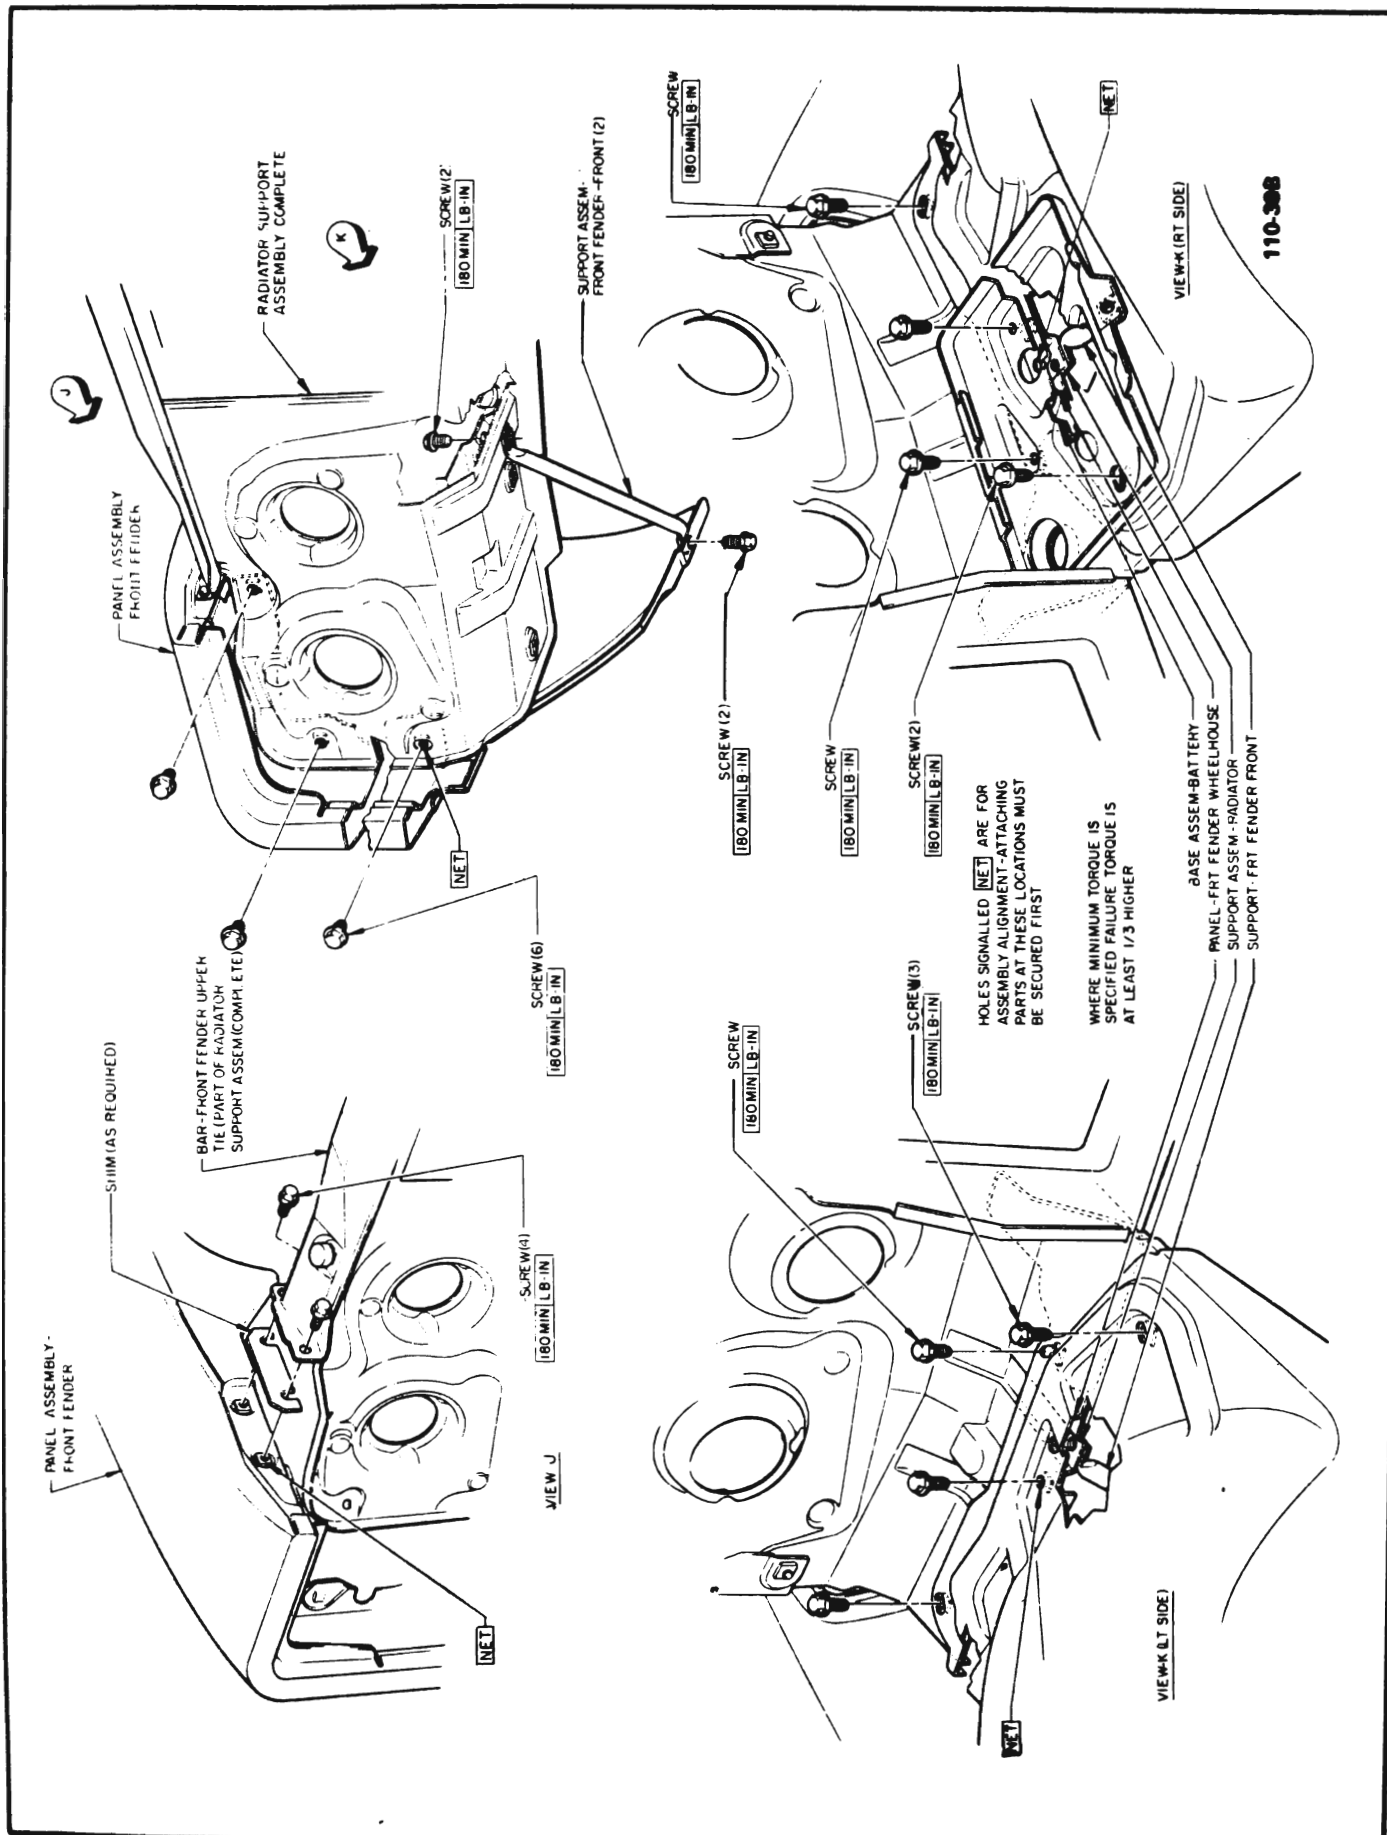 PANEL ASSEMBLY-
FRONT FENDER
SHIM (AS REQUIRED)
BAR-FRONT FENDER UPPER
TIE (PART OF RADIATOR
SUPPORT ASSEM(COMPLETE)
SCREW(4)
180 MIN LB-IN
VIEW J
NET
PANEL ASSEMBLY
FRONT FENDER
J
RADIATOR SUPPORT
ASSEMBLY COMPLETE
K
SCREW(2
180 MIN LB-IN
SUPPORT ASSEM-
FRONT FENDER-FRONT(2)
NET
SCREW(6)
180 MIN LB-IN
SCREW(2)
180 MIN LB-IN
SCREW
180 MIN LB-IN
SCREW(3)
180 MIN LB-IN
NET
VIEW-K (LT SIDE)
SCREW
180 MIN LB-IN
SCREW(2)
180 MIN LB-IN
HOLES SIGNALLED NET ARE FOR
ASSEMBLY ALIGNMENT-ATTACHING
PARTS AT THESE LOCATIONS MUST
BE SECURED FIRST
WHERE MINIMUM TORQUE IS
SPECIFIED FAILURE TORQUE IS
AT LEAST 1/3 HIGHER
BASE ASSEM-BATTERY
PANEL-FRT FENDER WHEELHOUSE
SUPPORT ASSEM-RADIATOR
SUPPORT-FRT FENDER FRONT
SCREW
180 MIN LB-IN
NET
VIEW-K (RT SIDE)